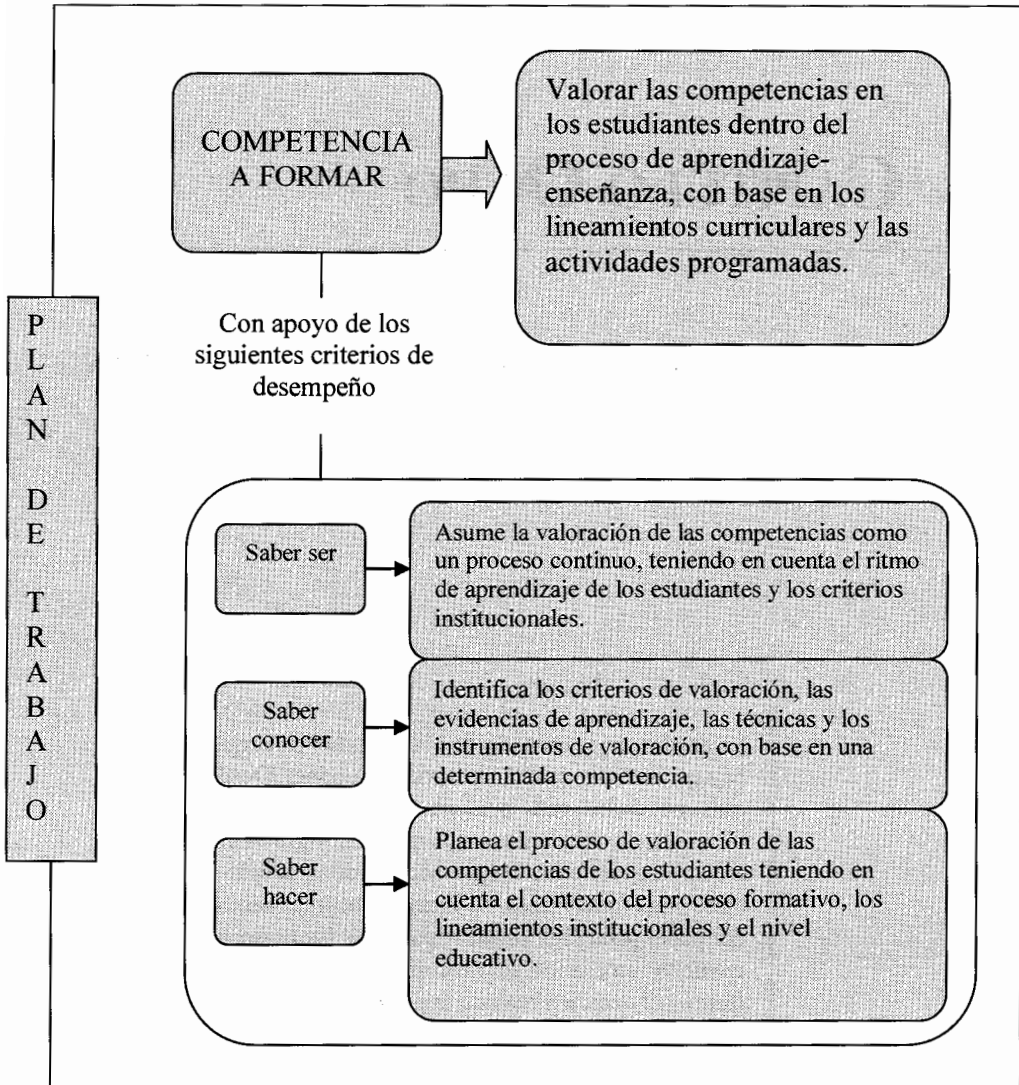 PLAN DE TRABAJO
COMPETENCIA
A FORMAR
Valorar las competencias en
los estudiantes dentro del
proceso de aprendizaje-
enseñanza, con base en los
lineamientos curriculares y las
actividades programadas.
Con apoyo de los
siguientes criterios de
desempeño
Saber ser
Asume la valoración de las competencias como
un proceso continuo, teniendo en cuenta el ritmo
de aprendizaje de los estudiantes y los criterios
institucionales.
Saber
conocer
Identifica los criterios de valoración, las
evidencias de aprendizaje, las técnicas y los
instrumentos de valoración, con base en una
determinada competencia.
Saber
hacer
Planea el proceso de valoración de las
competencias de los estudiantes teniendo en
cuenta el contexto del proceso formativo, los
lineamientos institucionales y el nivel
educativo.